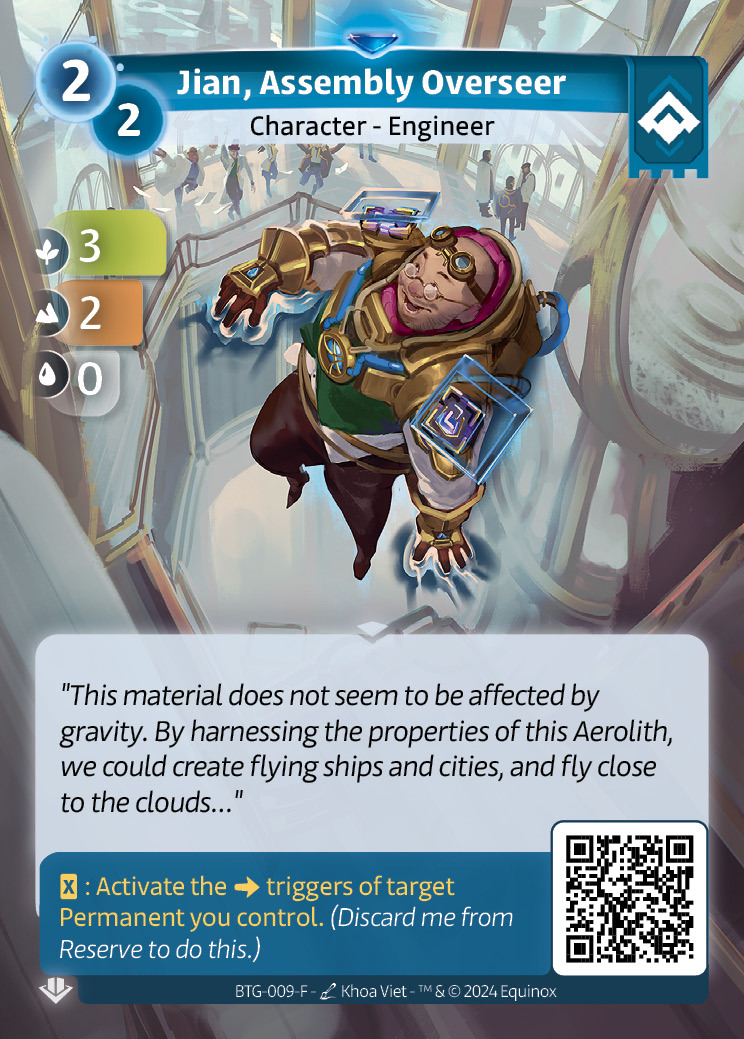 2
Jian, Assembly Overseer
2
Character - Engineer
3
2
0
"This material does not seem to be affected by
gravity. By harnessing the properties of this Aerolith,
we could create flying ships and cities, and fly close
to the clouds..."
X : Activate the ➡ triggers of target
Permanent you control. (Discard me from
Reserve to do this.)
BTG-009-F - Khoa Viet - ™ & © 2024 Equinox